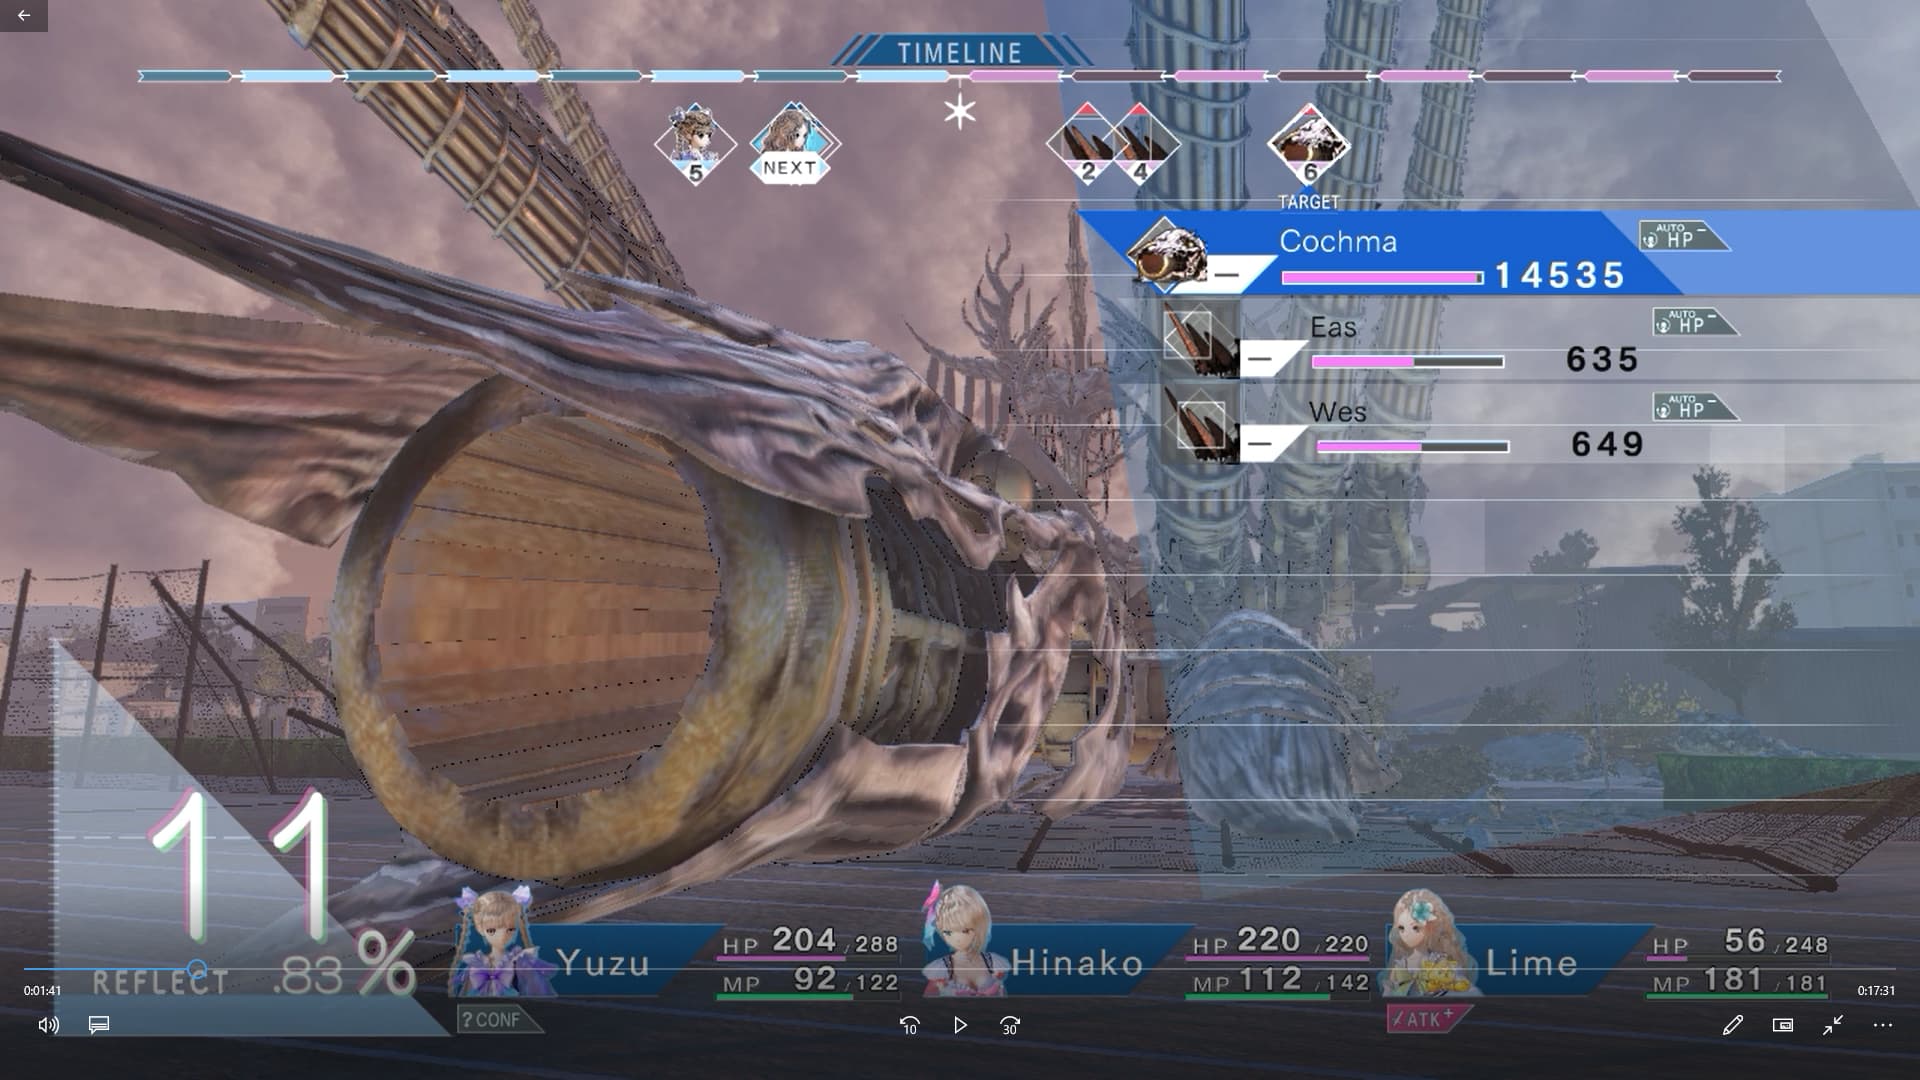 TIMELINE
5
NEXT
2
4
6
TARGET
Cochma
14535
AUTO
HP-
Eas
635
AUTO
HP-
Wes
649
AUTO
HP-
11
.83%
REFLECT
Yuzu
HP 204/288
MP 92/122
? CONF
Hinako
HP 220/220
MP 112/142
Lime
HP 56/248
MP 181/181
ATK+
0:01:41
0:17:31
10
30